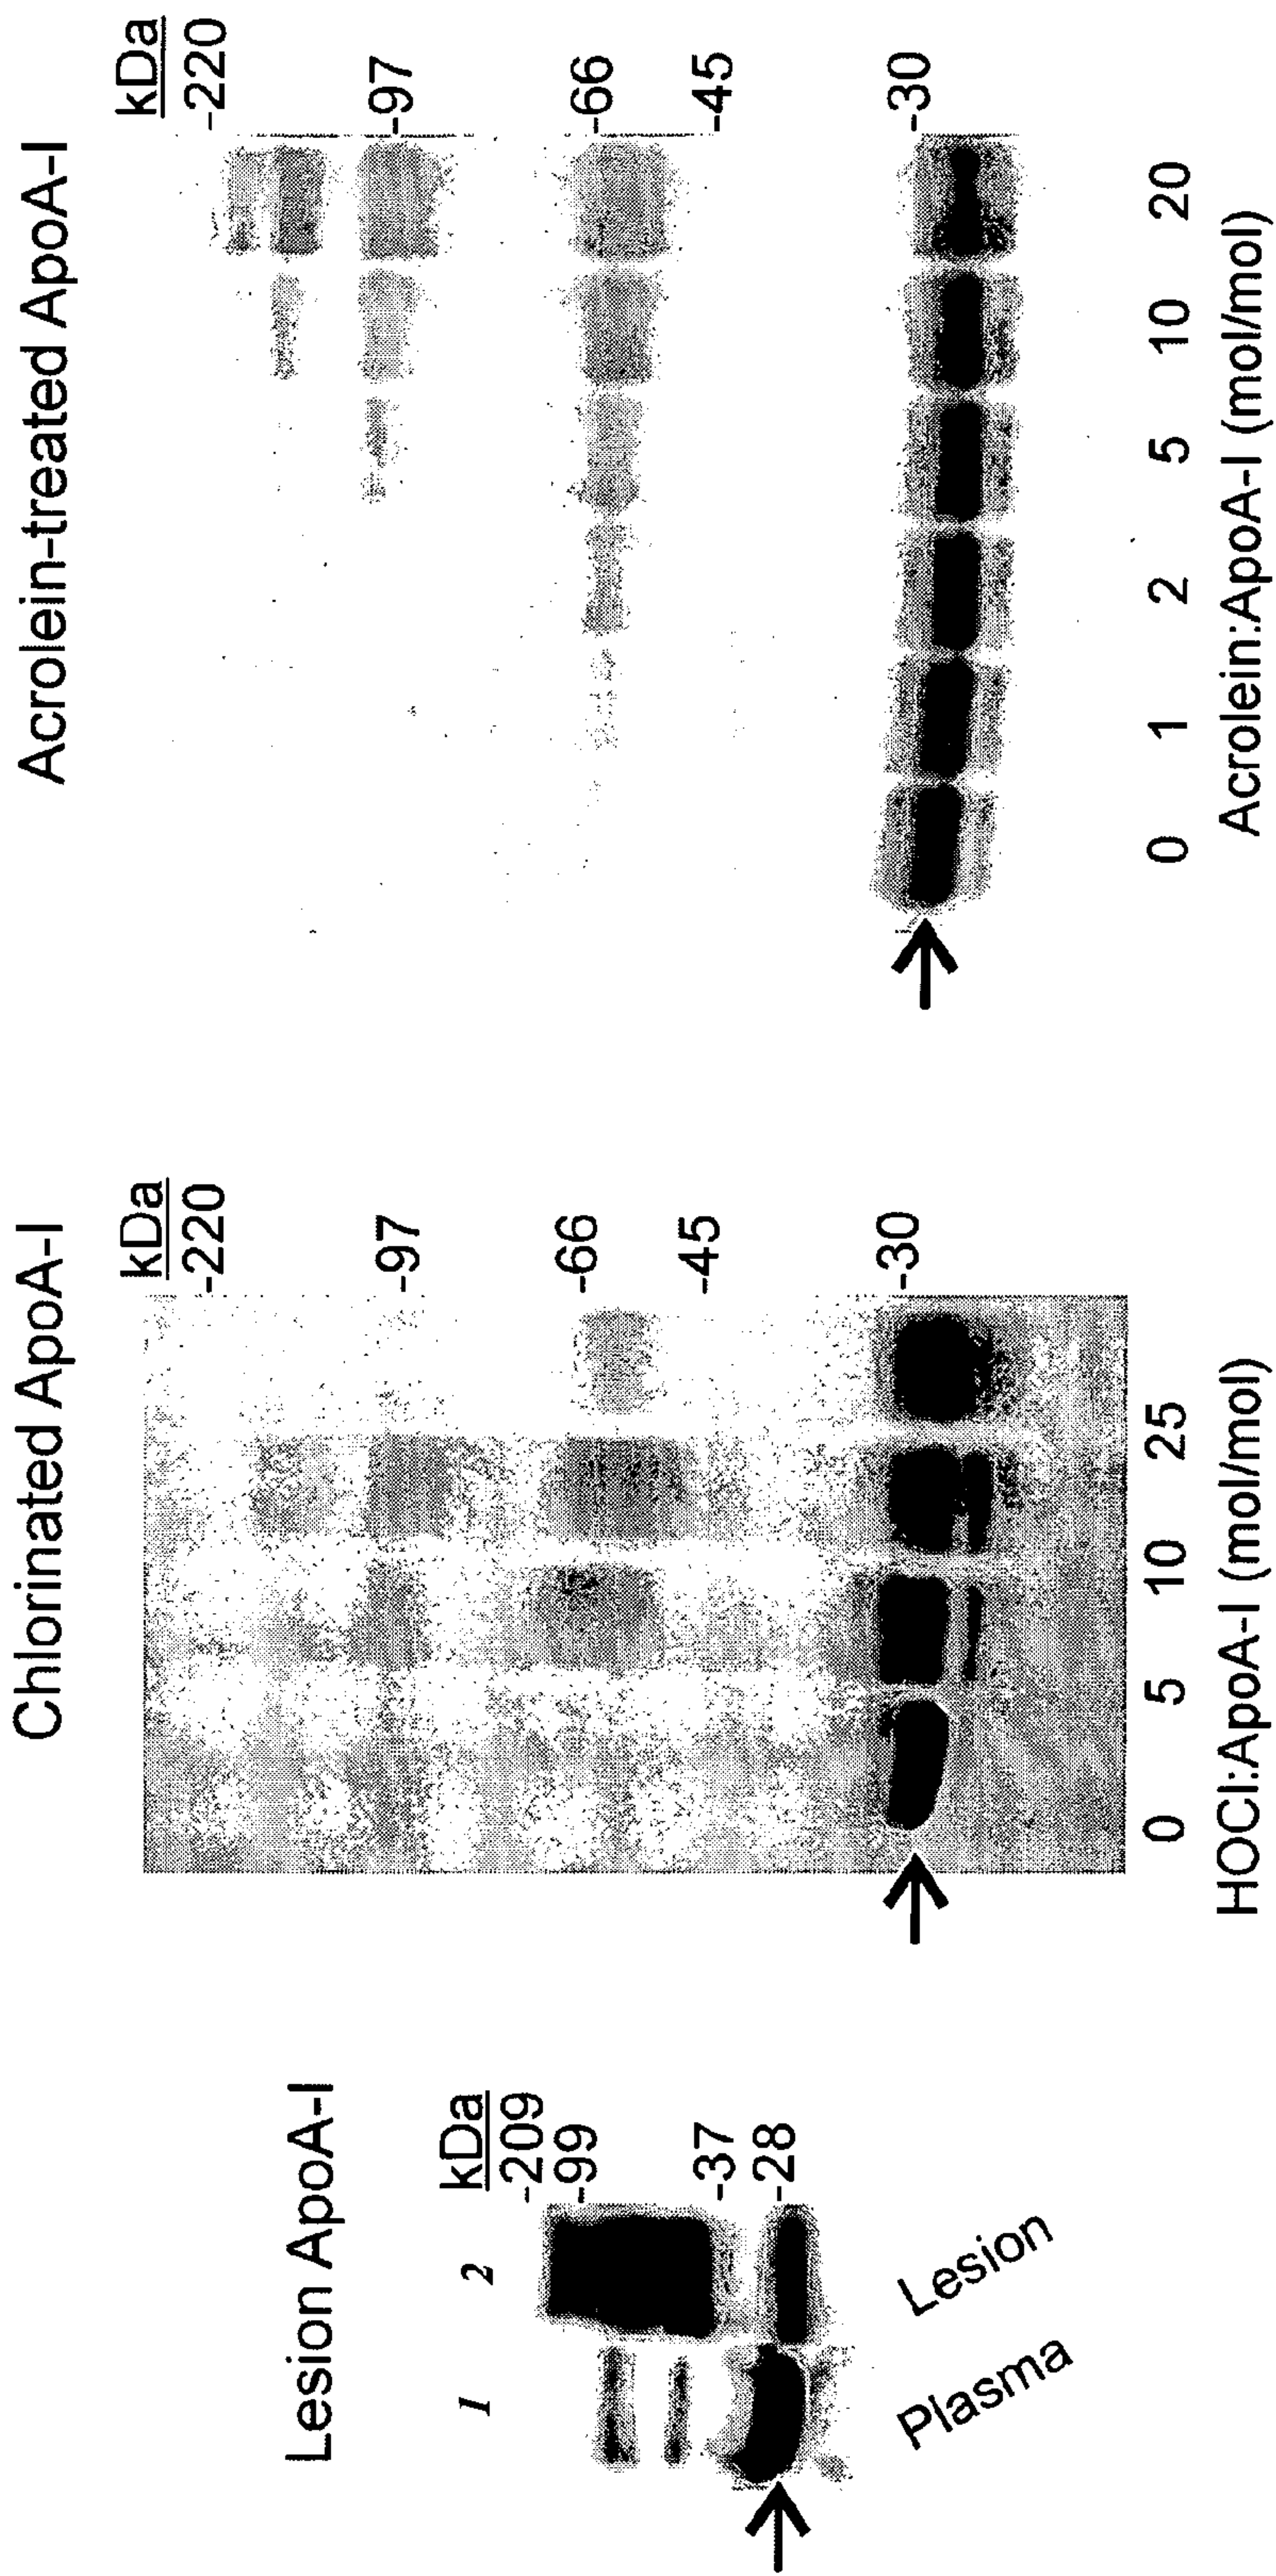 Lesion ApoA-I
kDa
-209
-99
-37
-28
1
2
Plasma
Lesion
Chlorinated ApoA-I
kDa
-220
-97
-66
-45
-30
0 5 10 25
HOCl:ApoA-I (mol/mol)
Acrolein-treated ApoA-I
kDa
-220
-97
-66
-45
-30
0 1 2 5 10 20
Acrolein:ApoA-I (mol/mol)